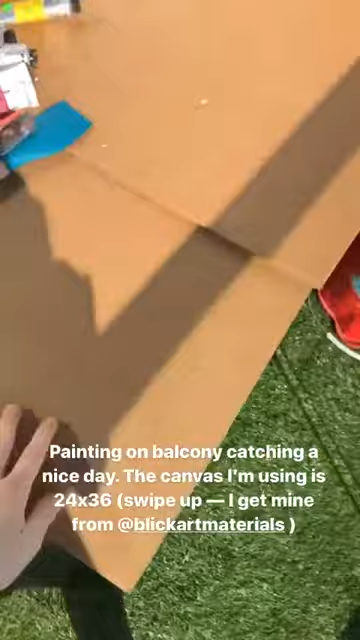 Painting on balcony catching a
nice day. The canvas I'm using is
24x36 (swipe up — I get mine
from @blickartmaterials )